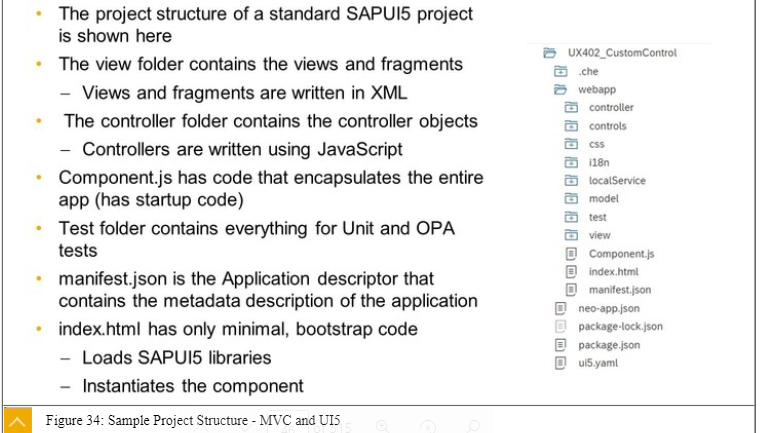 • The project structure of a standard SAPUI5 project
is shown here
• The view folder contains the views and fragments
– Views and fragments are written in XML
• The controller folder contains the controller objects
– Controllers are written using JavaScript
• Component.js has code that encapsulates the entire
app (has startup code)
• Test folder contains everything for Unit and OPA
tests
• manifest.json is the Application descriptor that
contains the metadata description of the application
• index.html has only minimal, bootstrap code
– Loads SAPUI5 libraries
– Instantiates the component
UX402_CustomControl
.che
webapp
controller
controls
css
i18n
localService
model
test
view
Component.js
index.html
manifest.json
neo-app.json
package-lock.json
package.json
ui5.yaml
Figure 34: Sample Project Structure - MVC and UI5